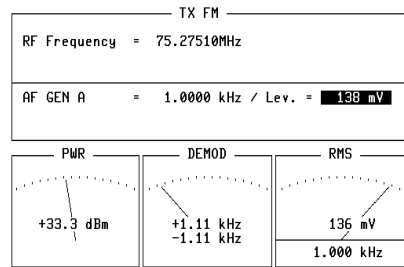 TX FM
RF Frequency = 75.27510MHz
AF GEN A = 1.0000 kHz / Lev. = 138 mV
PWR
+33.3 dBm
DEMOD
+1.11 kHz
-1.11 kHz
RMS
136 mV
1.000 kHz